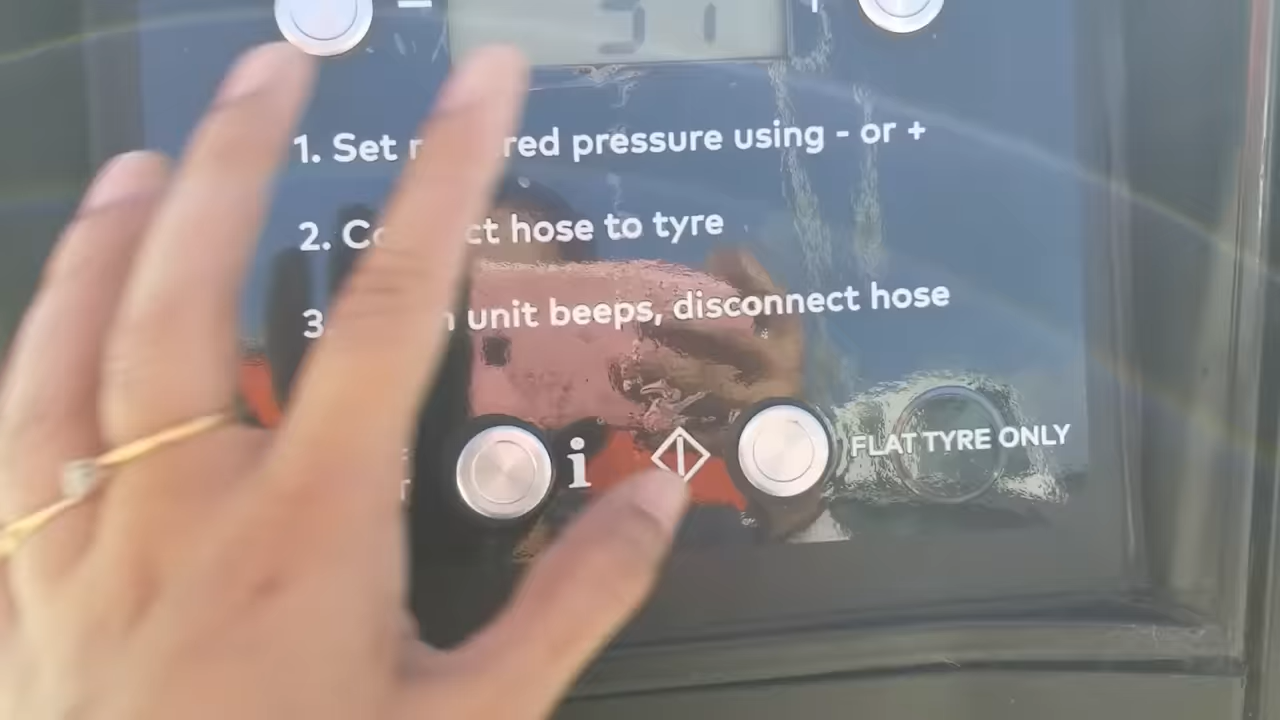 - 31 +
1. Set red pressure using - or +
2. ct hose to tyre
3 unit beeps, disconnect hose
i FLAT TYRE ONLY